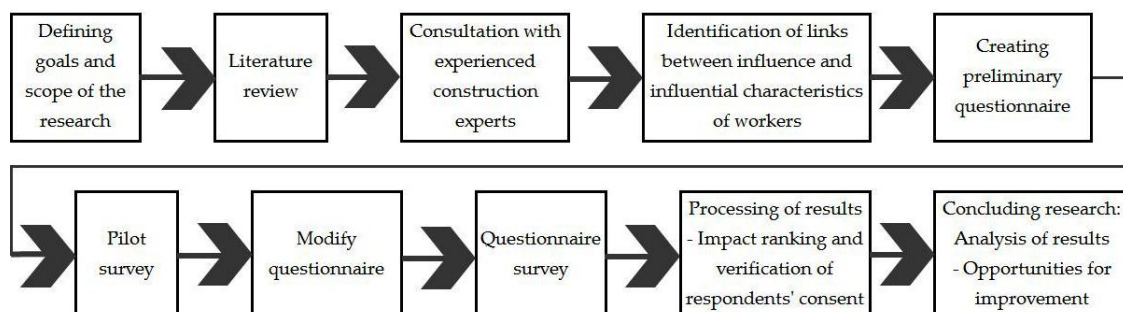 Defining
goals and
scope of the
research
Literature
review
Consultation with
experienced
construction
experts
Identification of links
between influence and
influential characteristics
of workers
Creating
preliminary
questionnaire
Pilot
survey
Modify
questionnaire
Questionnaire
survey
Processing of results
- Impact ranking and
verification of
respondents' consent
Concluding research:
Analysis of results
- Opportunities for
improvement